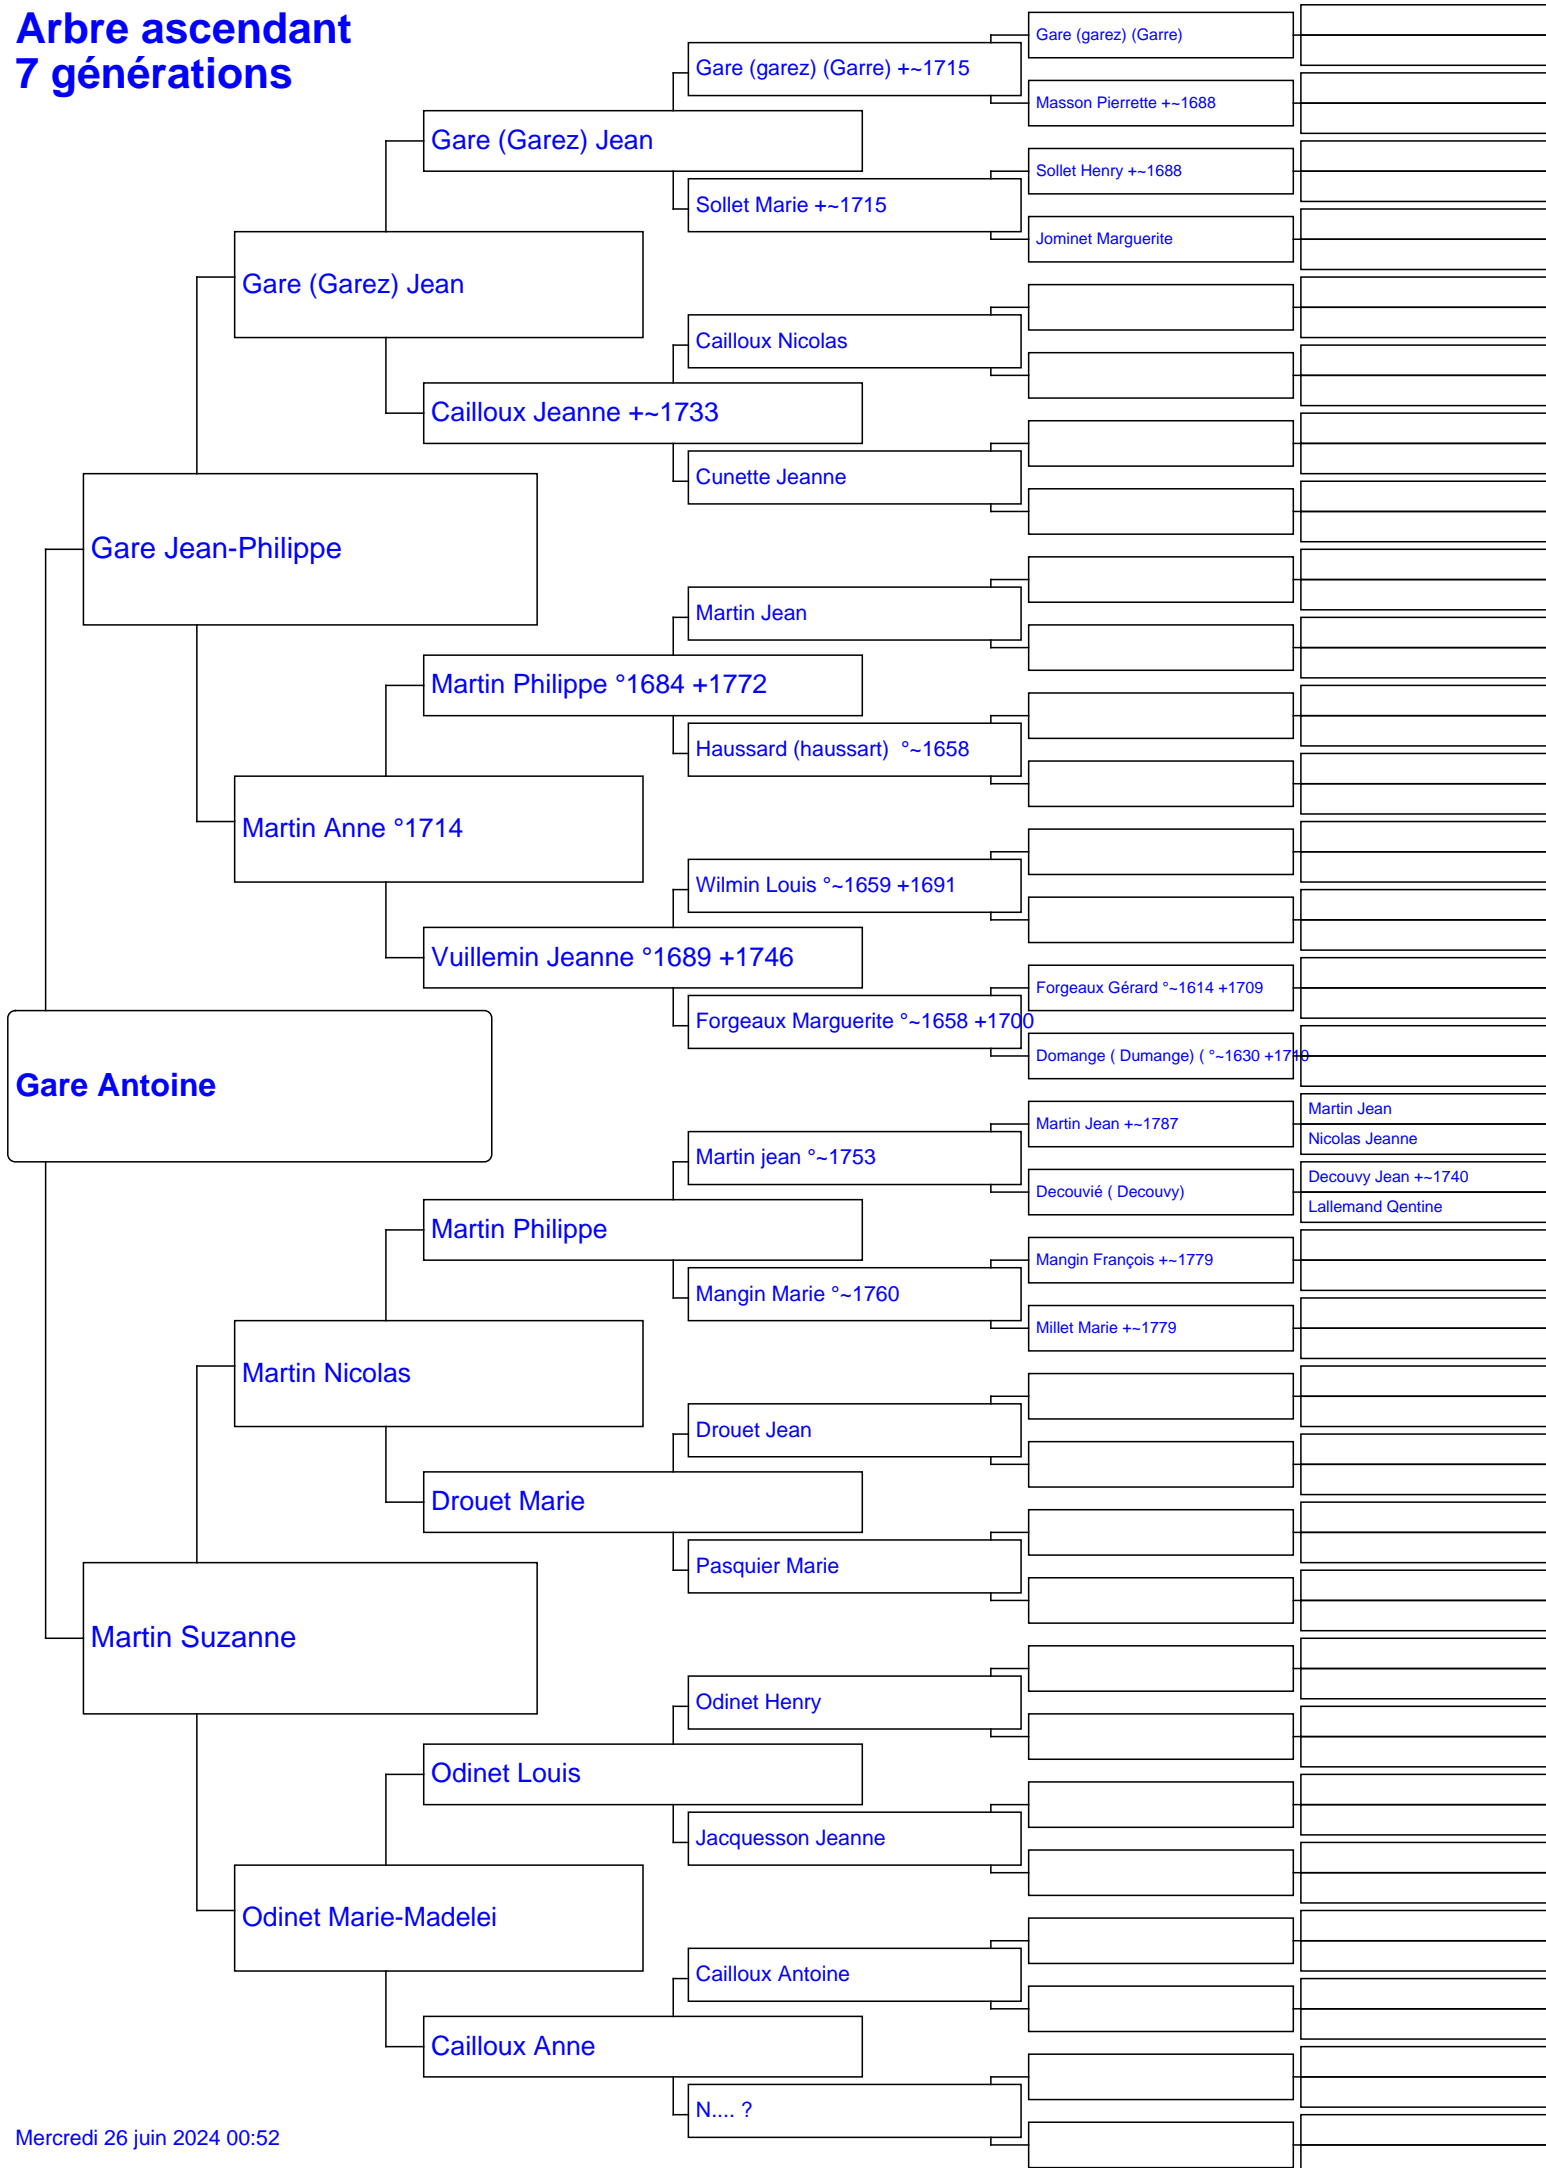 Arbre ascendant
7 générations
Gare (garez) (Garre)
Gare (garez) (Garre) +~1715
Masson Pierrette +~1688
Gare (Garez) Jean
Sollet Henry +~1688
Sollet Marie +~1715
Jominet Marguerite
Gare (Garez) Jean
Cailloux Nicolas
Cailloux Jeanne +~1733
Cunette Jeanne
Gare Jean-Philippe
Martin Jean
Martin Philippe °1684 +1772
Haussard (haussart)  °~1658
Martin Anne °1714
Wilmin Louis °~1659 +1691
Vuillemin Jeanne °1689 +1746
Forgeaux Gérard °~1614 +1709
Forgeaux Marguerite °~1658 +1700
Domange ( Dumange) ( °~1630 +1710
Gare Antoine
Martin Jean
Martin Jean +~1787
Nicolas Jeanne
Martin jean °~1753
Decouvy Jean +~1740
Decouvié ( Decouvy)
Lallemand Qentine
Martin Philippe
Mangin François +~1779
Mangin Marie °~1760
Millet Marie +~1779
Martin Nicolas
Drouet Jean
Drouet Marie
Pasquier Marie
Martin Suzanne
Odinet Henry
Odinet Louis
Jacquesson Jeanne
Odinet Marie-Madelei
Cailloux Antoine
Cailloux Anne
N.... ?
Mercredi 26 juin 2024 00:52